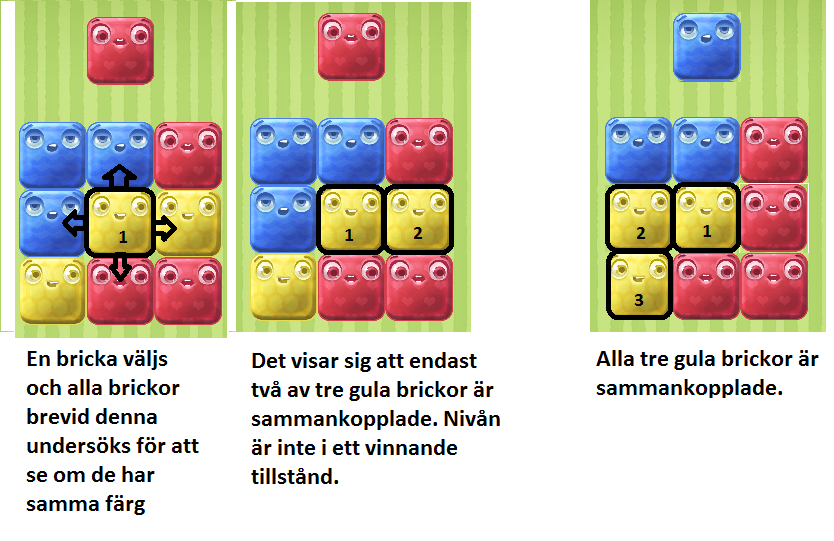 1
1
2
2
1
3
En bricka väljs
och alla brickor
brevid denna
undersöks för att
se om de har
samma färg
Det visar sig att endast
två av tre gula brickor är
sammankopplade. Nivån
är inte i ett vinnande
tillstånd.
Alla tre gula brickor är
sammankopplade.